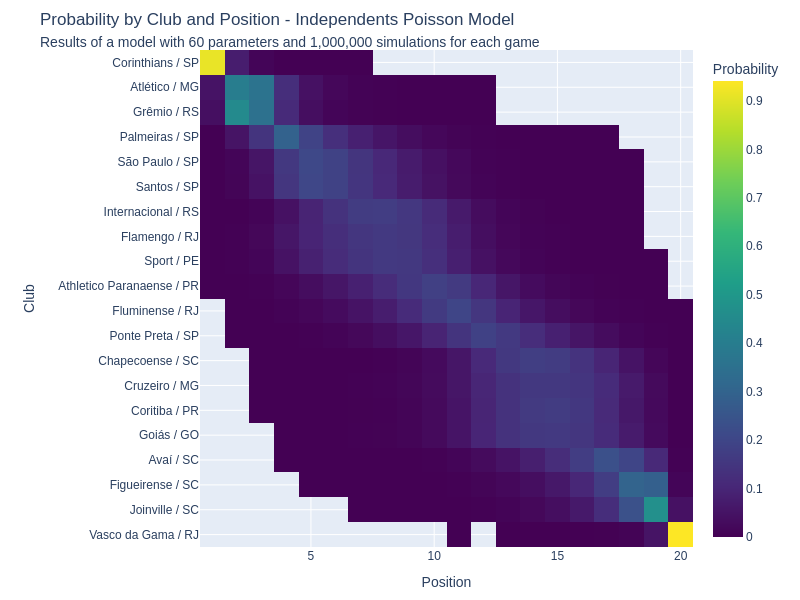 Probability by Club and Position - Independents Poisson Model
Results of a model with 60 parameters and 1,000,000 simulations for each game
Probability
Club
Corinthians / SP
Atlético / MG
Grêmio / RS
Palmeiras / SP
São Paulo / SP
Santos / SP
Internacional / RS
Flamengo / RJ
Sport / PE
Athletico Paranaense / PR
Fluminense / RJ
Ponte Preta / SP
Chapecoense / SC
Cruzeiro / MG
Coritiba / PR
Goiás / GO
Avaí / SC
Figueirense / SC
Joinville / SC
Vasco da Gama / RJ
5
10
15
20
Position
0.9
0.8
0.7
0.6
0.5
0.4
0.3
0.2
0.1
0